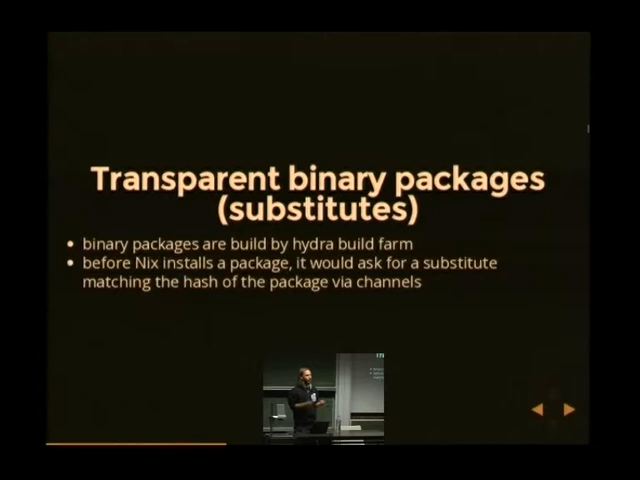 Transparent binary packages
(substitutes)
binary packages are build by hydra build farm
before Nix installs a package, it would ask for a substitute
matching the hash of the package via channels